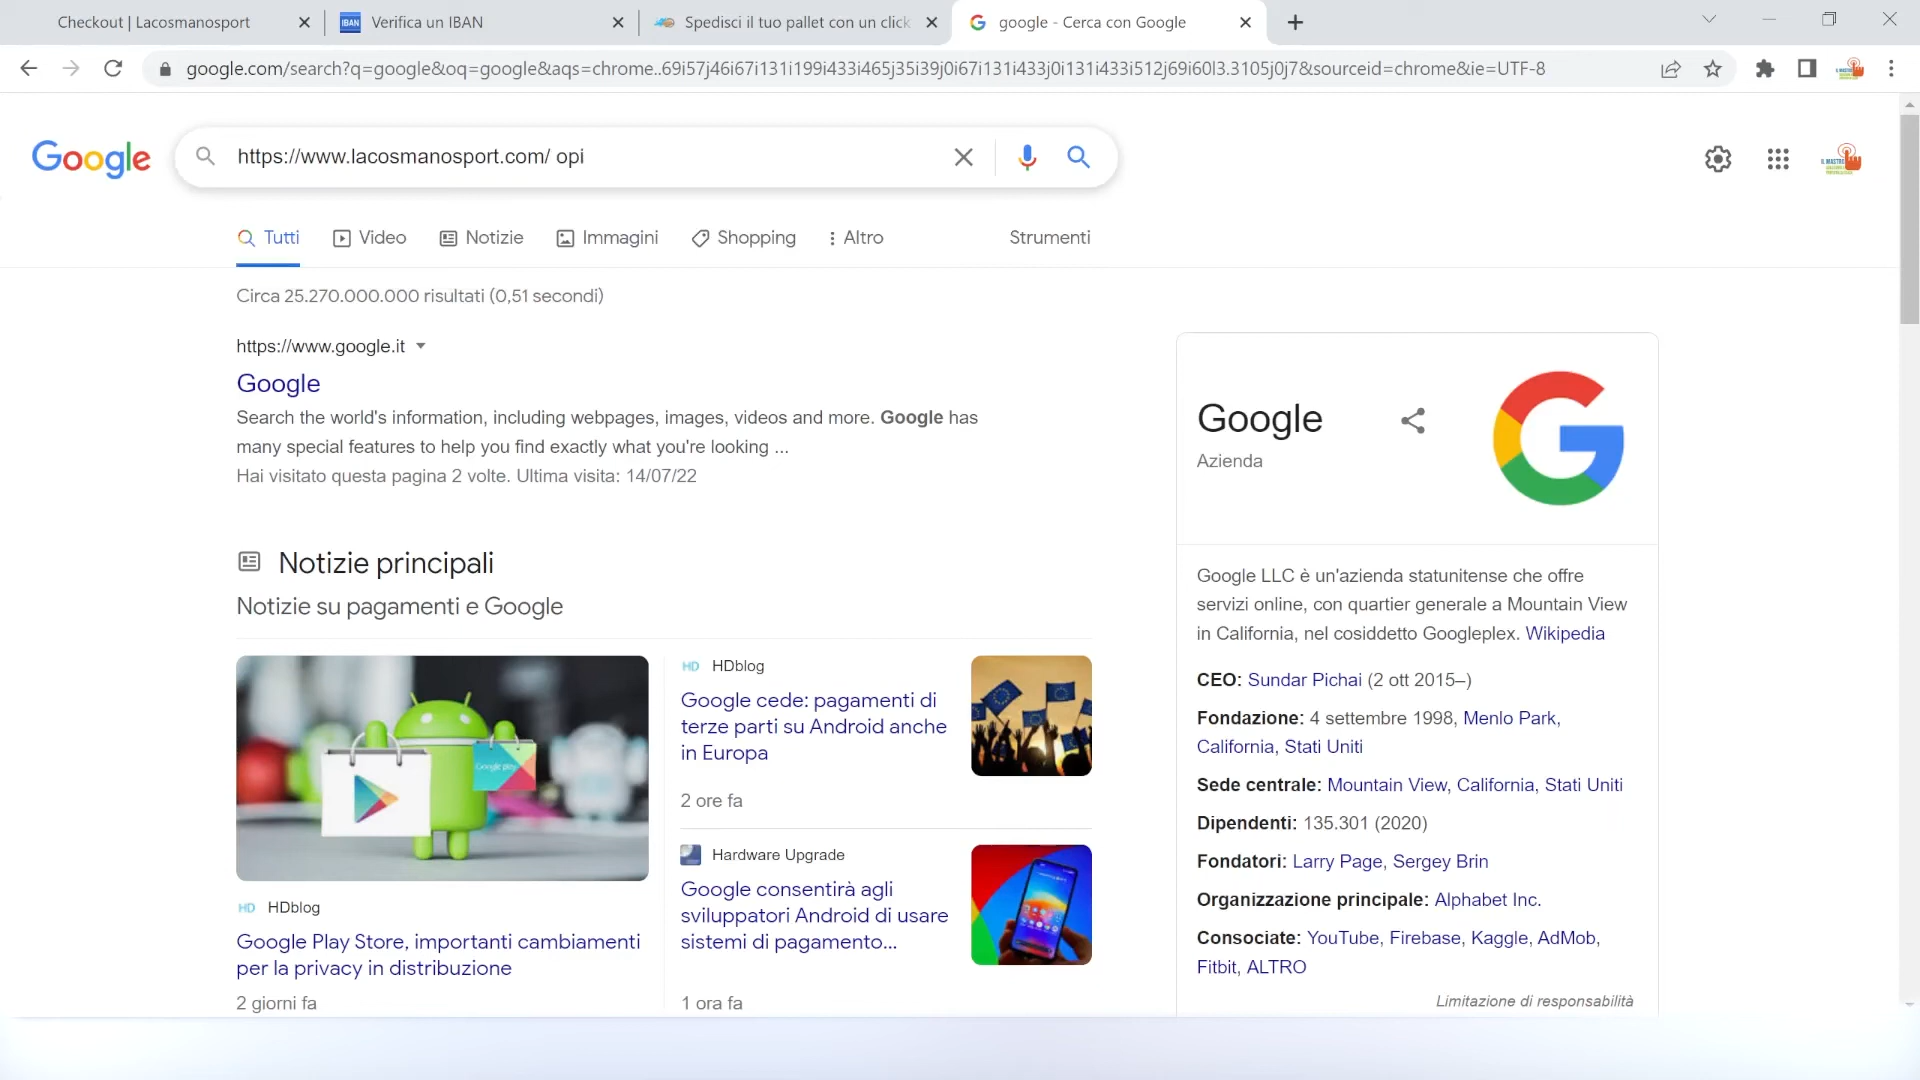 Checkout | Lacosmanosport
IBAN
Verifica un IBAN
Spedisci il tuo pallet con un click
google - Cerca con Google
google.com/search?q=google&oq=google&aqs=chrome..69i57j46i67i131i199i433i465j35i39j0i67i131i433j0i131i433i512j69i60l3.3105j0j7&sourceid=chrome&ie=UTF-8
Google
https://www.lacosmanosport.com/ opi
Tutti
Video
Notizie
Immagini
Shopping
Altro
Strumenti
Circa 25.270.000.000 risultati (0,51 secondi)
https://www.google.it
Google
Search the world's information, including webpages, images, videos and more. Google has
many special features to help you find exactly what you're looking ...
Hai visitato questa pagina 2 volte. Ultima visita: 14/07/22
Notizie principali
Notizie su pagamenti e Google
Google play
HD HDblog
Google Play Store, importanti cambiamenti
per la privacy in distribuzione
2 giorni fa
HD HDblog
Google cede: pagamenti di
terze parti su Android anche
in Europa
2 ore fa
Hardware Upgrade
Google consentirà agli
sviluppatori Android di usare
sistemi di pagamento...
1 ora fa
Google
Azienda
Google LLC è un'azienda statunitense che offre
servizi online, con quartier generale a Mountain View
in California, nel cosiddetto Googleplex. Wikipedia
CEO: Sundar Pichai (2 ott 2015–)
Fondazione: 4 settembre 1998, Menlo Park,
California, Stati Uniti
Sede centrale: Mountain View, California, Stati Uniti
Dipendenti: 135.301 (2020)
Fondatori: Larry Page, Sergey Brin
Organizzazione principale: Alphabet Inc.
Consociate: YouTube, Firebase, Kaggle, AdMob,
Fitbit, ALTRO
Limitazione di responsabilità